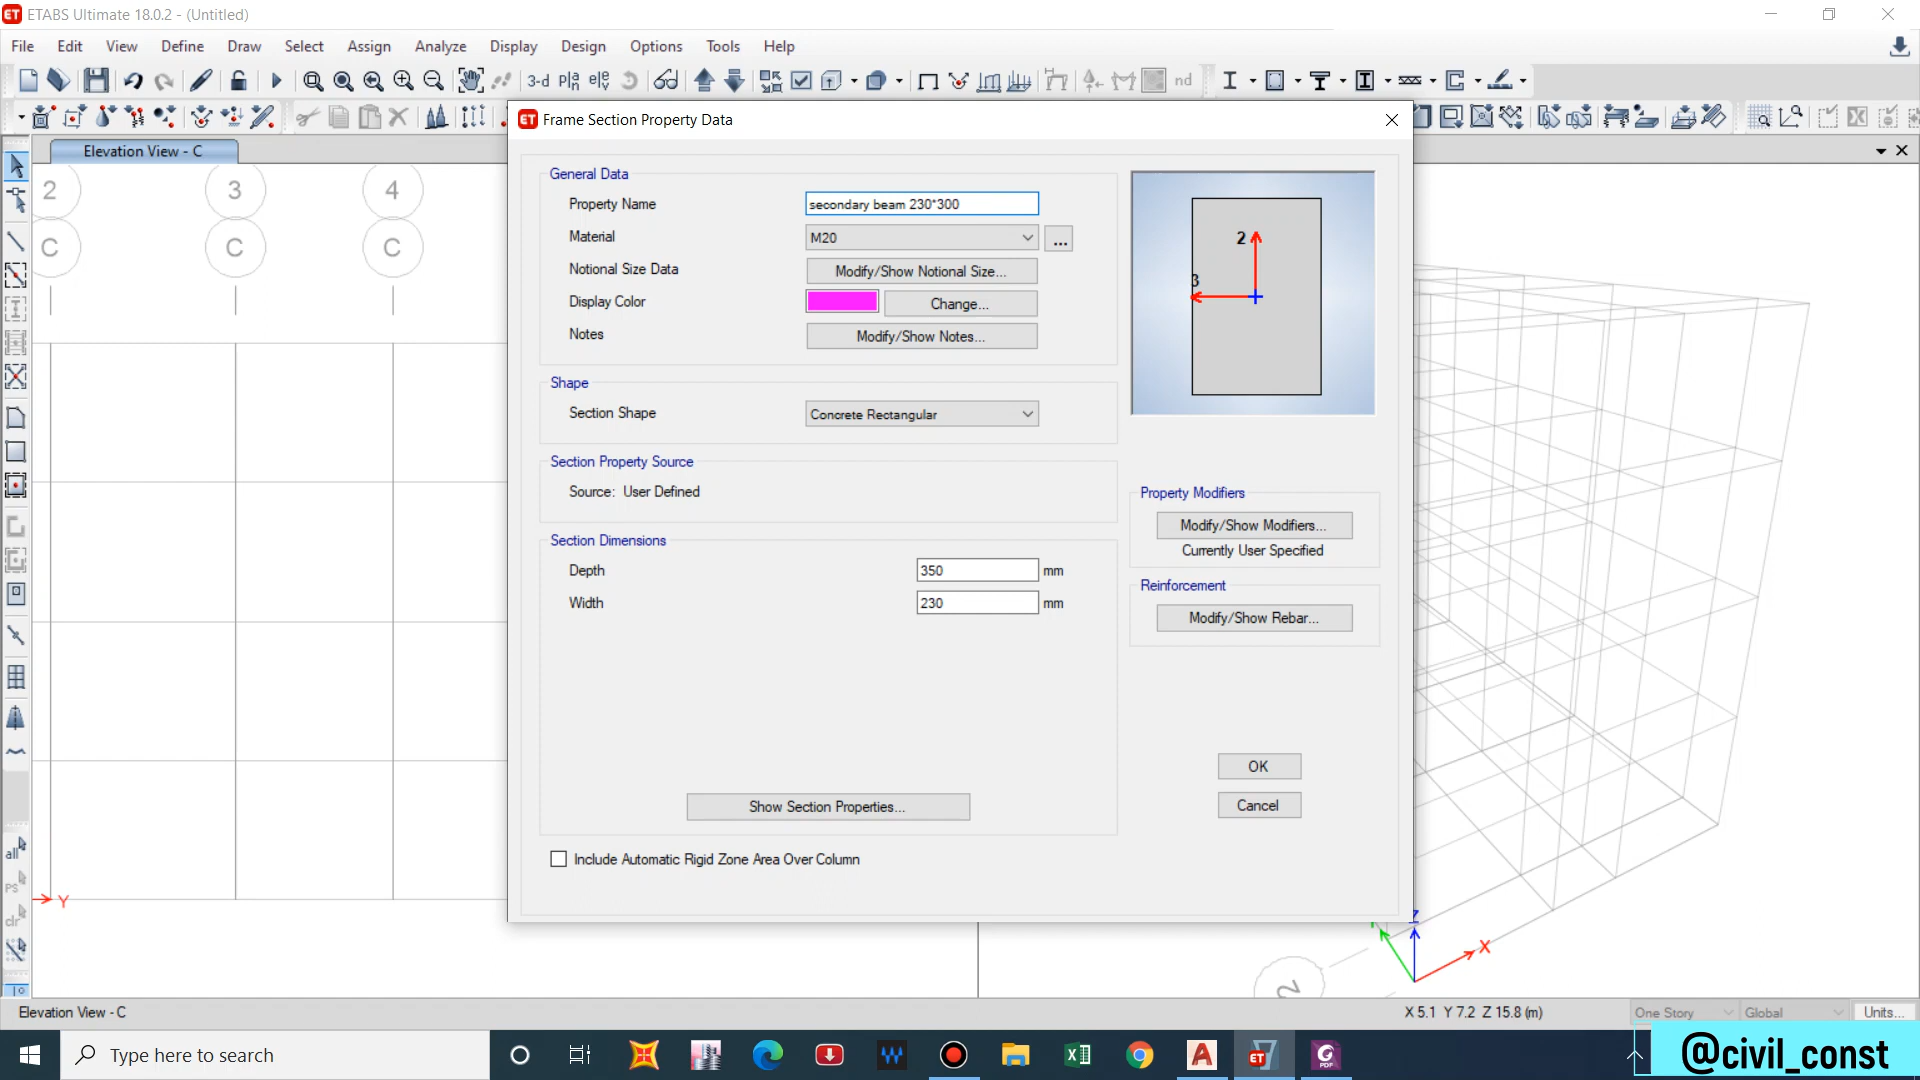 ETABS Ultimate 18.0.2 - (Untitled)
File Edit View Define Draw Select Assign Analyze Display Design Options Tools Help
3-d
nd
Elevation View - C
2 3 4
C C C
Y
Frame Section Property Data
General Data
Property Name secondary beam 230*300
Material M20 ...
Notional Size Data Modify/Show Notional Size...
Display Color Change...
Notes Modify/Show Notes...
Shape
Section Shape Concrete Rectangular
Section Property Source
Source: User Defined
Section Dimensions
Depth 350 mm
Width 230 mm
Show Section Properties...
Include Automatic Rigid Zone Area Over Column
2
3
Property Modifiers
Modify/Show Modifiers...
Currently User Specified
Reinforcement
Modify/Show Rebar...
OK
Cancel
all
PS
clr
Z
X
2
Elevation View - C X 5.1 Y 7.2 Z 15.8 (m) One Story Global Units...
Type here to search
@civil_const